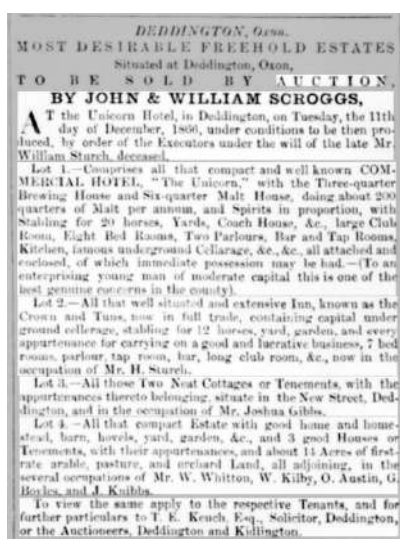 DEDDINGTON, Oxon.
MOST DESIRABLE FREEHOLD ESTATES
Situated at Deddington, Oxon,
TO BE SOLD BY AUCTION,
BY JOHN & WILLIAM SCROGGS,
AT the Unicorn Hotel, in Deddington, on Tuesday, the 11th
day of December, 1866, under conditions to be then pro-
duced, by order of the Executors under the will of the late Mr.
William Sturch, deceased.
Lot 1.—Comprises all that compact and well known COM-
MERCIAL HOTEL, "The Unicorn," with the Three-quarter
Brewing House and Six-quarter Malt House, doing about 200
quarters of Malt per annum, and Spirits in proportion, with
Stabling for 20 horses, Yards, Coach House, &c., large Club
Room, Eight Bed Rooms, Two Parlours, Bar and Tap Rooms,
Kitchen, famous underground Cellarage, &c., &c., all attached and
enclosed, of which immediate possession may be had.—(To an
enterprising young man of moderate capital this is one of the
best genuine concerns in the county).
Lot 2.—All that well situated and extensive Inn, known as the
Crown and Tuns, now in full trade, containing capital under
ground cellerage, stabling for 12 horses, yard, garden, and every
appurtenance for carrying on a good and lucrative business, 7 bed
rooms, parlour, tap room, bar, long club room, &c., now in the
occupation of Mr. H. Sturch.
Lot 3.—All those Two Neat Cottages or Tenements, with the
appurtenances thereto belonging, situate in the New Street, Ded-
dington, and in the occupation of Mr. Joshua Gibbs.
Lot 4.—All that compact Estate with good home and home-
stead, barn, hovels, yard, garden, &c., and 3 good Houses or
Tenements, with their appurtenances, and about 14 Acres of first-
rate arable, pasture, and orchard Land, all adjoining, in the
several occupations of Mr. W. Whitton, W. Kilby, O. Austin, G.
Boyles, and J. Knibbs.
To view the same apply to the respective Tenants, and for
further particulars to T. E. Kench, Esq., Solicitor, Deddington,
or the Auctioneers, Deddington and Kidlington.